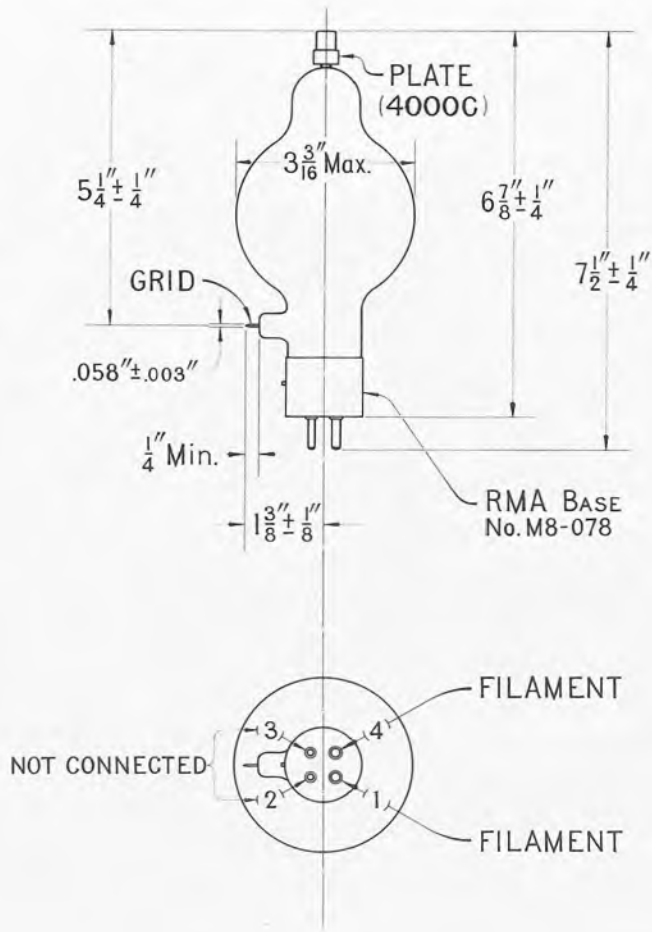 PLATE
(4000C)
3 3/16" Max.
5 1/4" ± 1/4"
6 7/8" ± 1/4"
7 1/2" ± 1/4"
GRID
.058" ±.003"
1/4" Min.
1 3/8" ± 1/8"
RMA BASE
No. M8-078
FILAMENT
3
4
NOT CONNECTED
2
1
FILAMENT